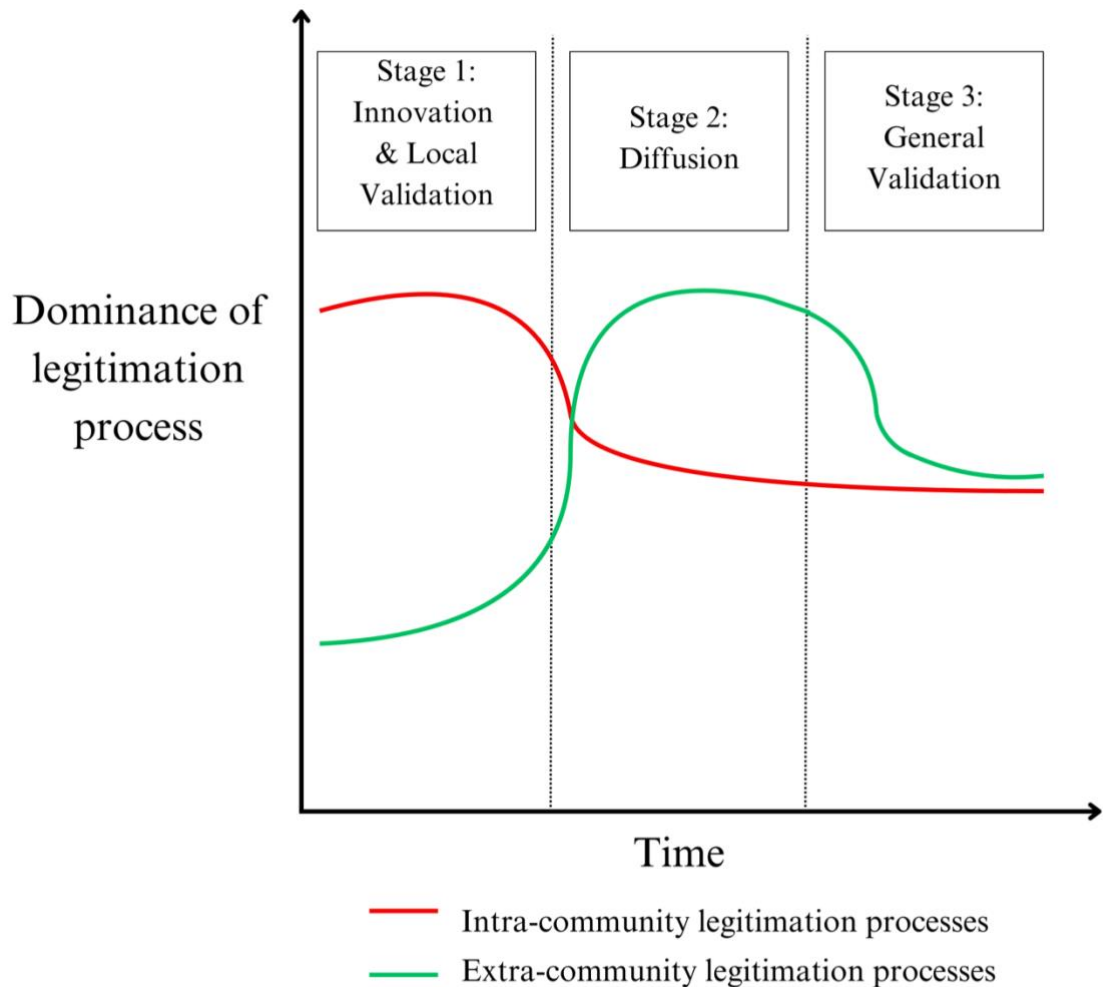 Stage 1:
Innovation
& Local
Validation
Stage 2:
Diffusion
Stage 3:
General
Validation
Dominance of
legitimation
process
Time
Intra-community legitimation processes
Extra-community legitimation processes